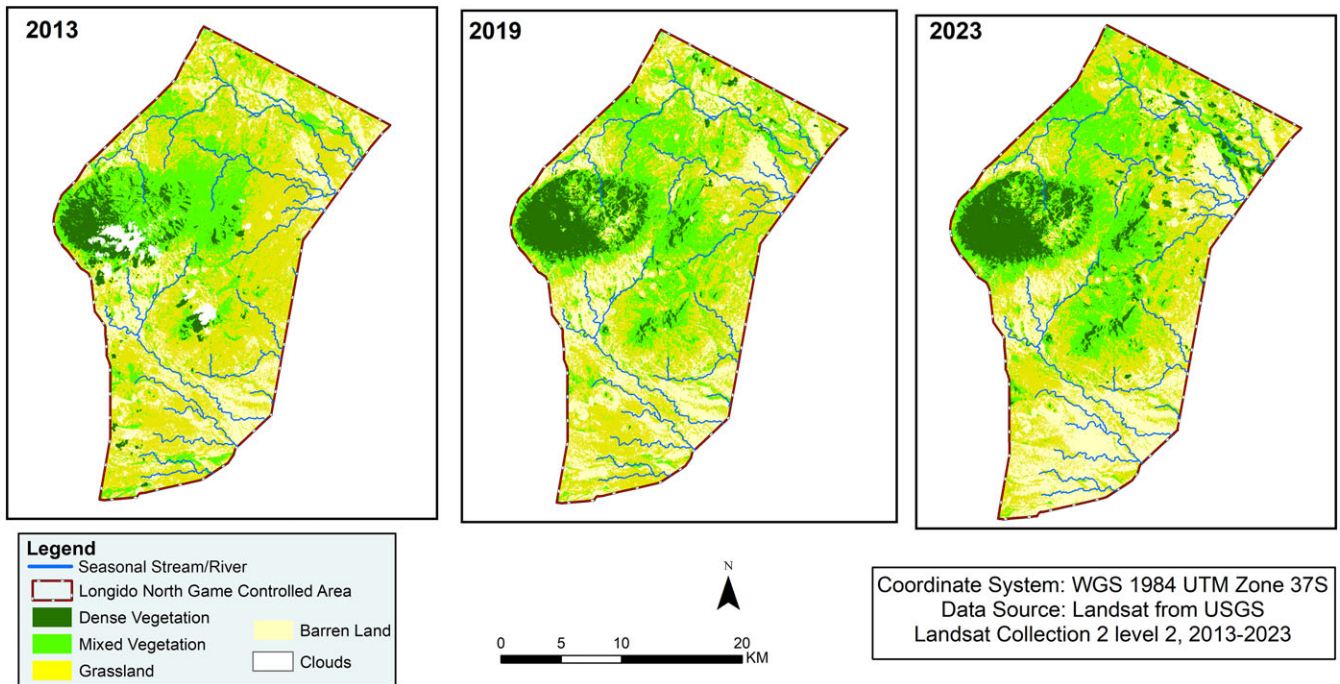 2013
2019
2023
Legend
Seasonal Stream/River
Longido North Game Controlled Area
Dense Vegetation
Mixed Vegetation
Grassland
Barren Land
Clouds
N
0 5 10 20
KM
Coordinate System: WGS 1984 UTM Zone 37S
Data Source: Landsat from USGS
Landsat Collection 2 level 2, 2013-2023